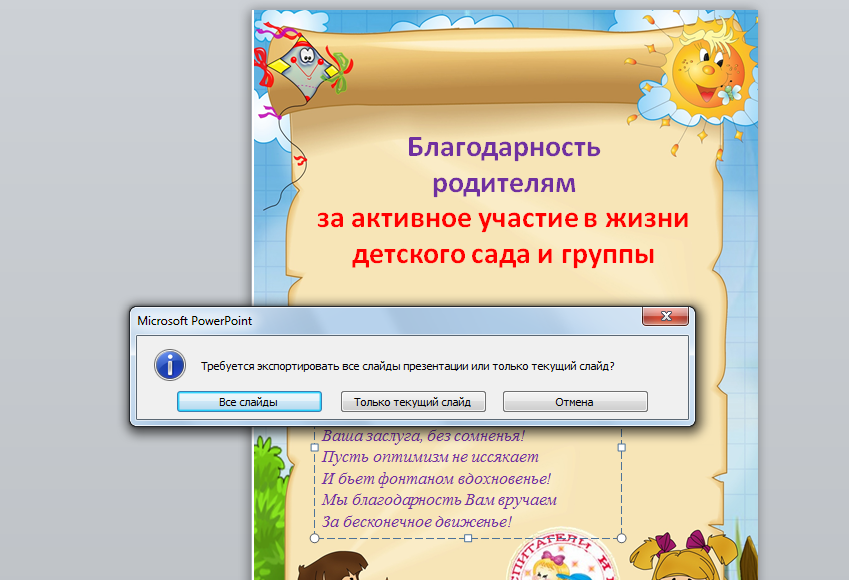 Благодарность
родителям
за активное участие в жизни
детского сада и группы
Microsoft PowerPoint
Требуется экспортировать все слайды презентации или только текущий слайд?
Все слайды
Только текущий слайд
Отмена
Ваша заслуга, без сомненья!
Пусть оптимизм не иссякает
И бьет фонтаном вдохновенье!
Мы благодарность Вам вручаем
За бесконечное движенье!